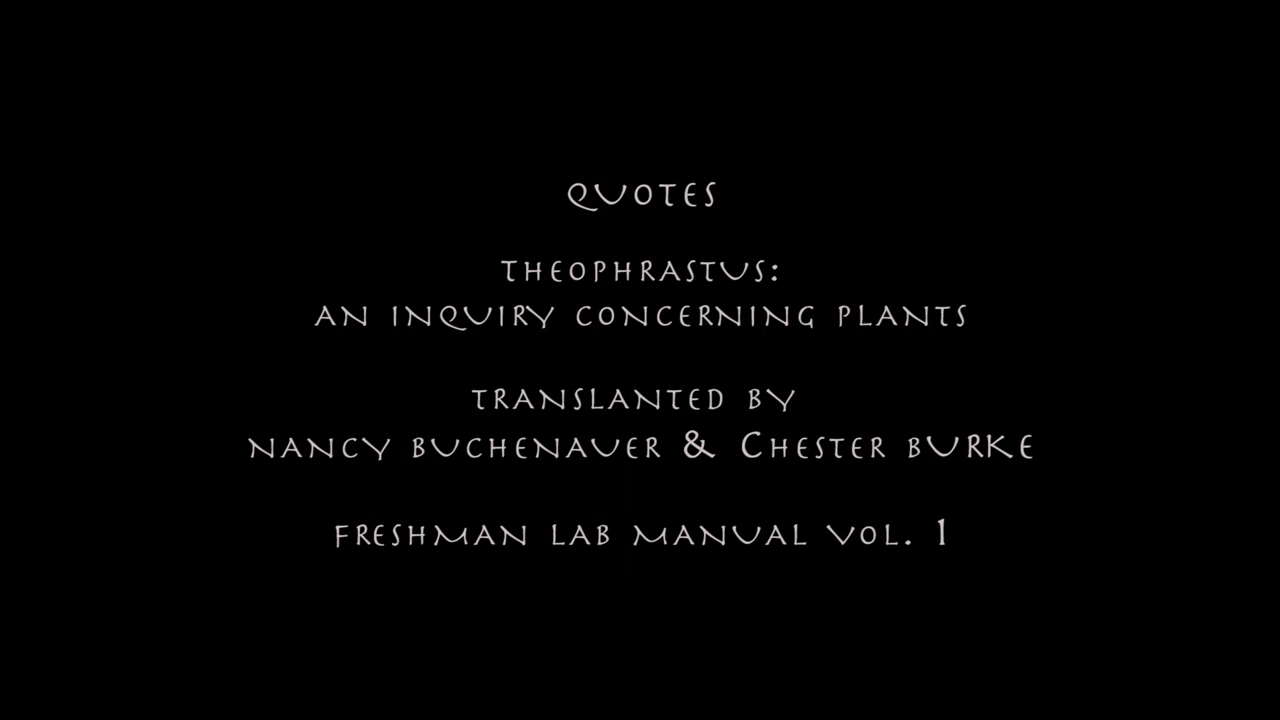 QUOTES
THEOPHRASTUS:
AN INQUIRY CONCERNING PLANTS
TRANSLANTED BY
NANCY BUCHENAUER & CHESTER BURKE
FRESHMAN LAB MANUAL VOL. 1